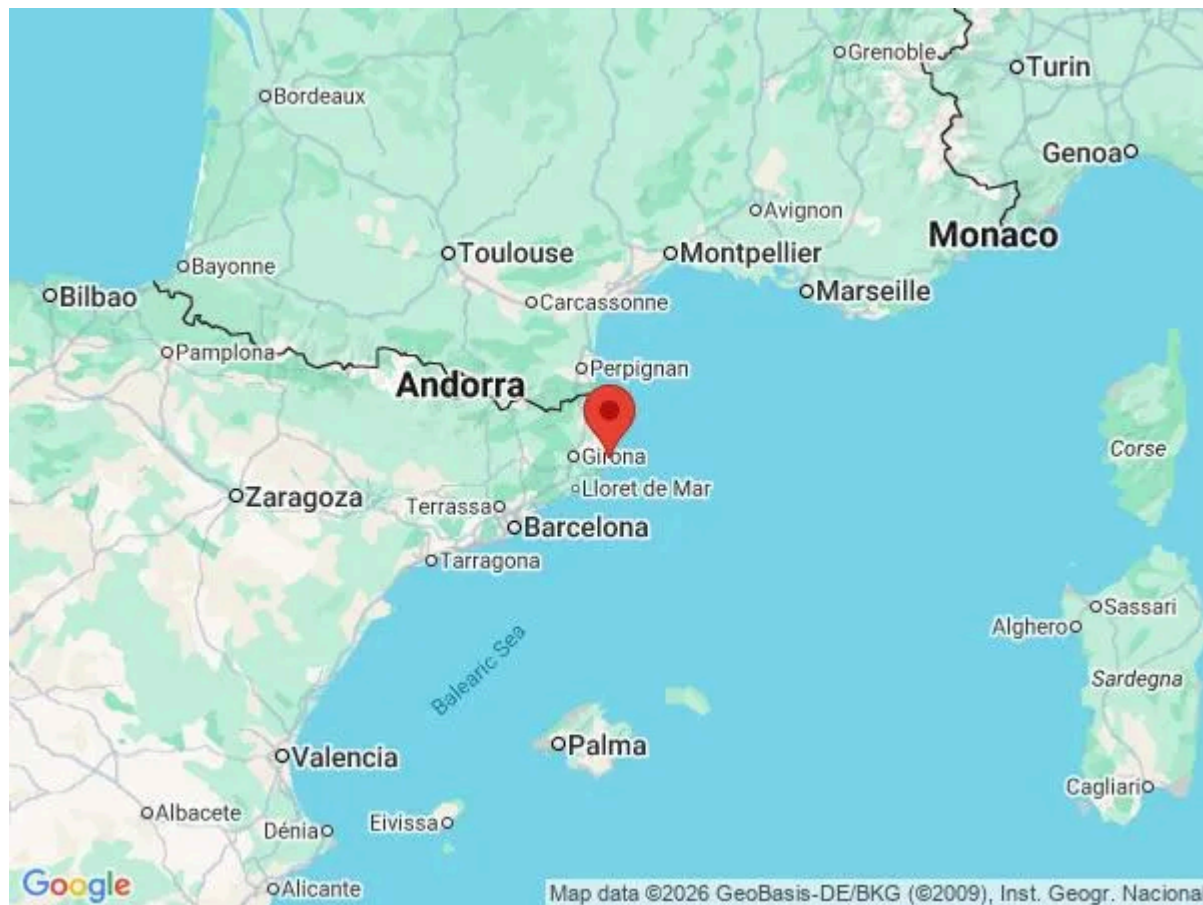 Grenoble
Turin
Bordeaux
Genoa
Avignon
Monaco
Toulouse
Montpellier
Bayonne
Marseille
Bilbao
Carcassonne
Pamplona
Perpignan
Andorra
Corse
Girona
Lloret de Mar
Zaragoza
Terrassa
Barcelona
Tarragona
Sassari
Alghero
Balearic Sea
Sardegna
Palma
Valencia
Cagliari
Albacete
Eivissa
Dénia
Google
Alicante
Map data ©2026 GeoBasis-DE/BKG (©2009), Inst. Geogr. Naciona